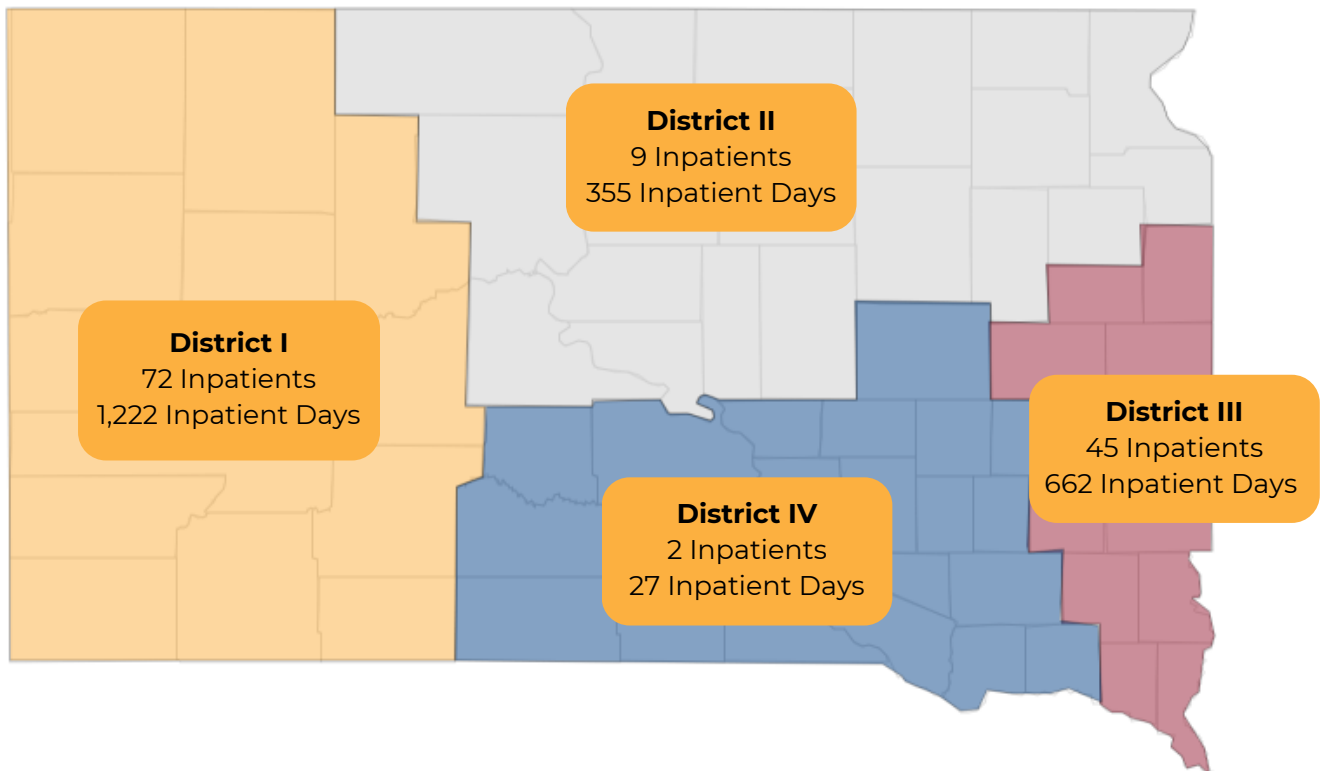 District II
9 Inpatients
355 Inpatient Days
District I
72 Inpatients
1,222 Inpatient Days
District III
45 Inpatients
662 Inpatient Days
District IV
2 Inpatients
27 Inpatient Days